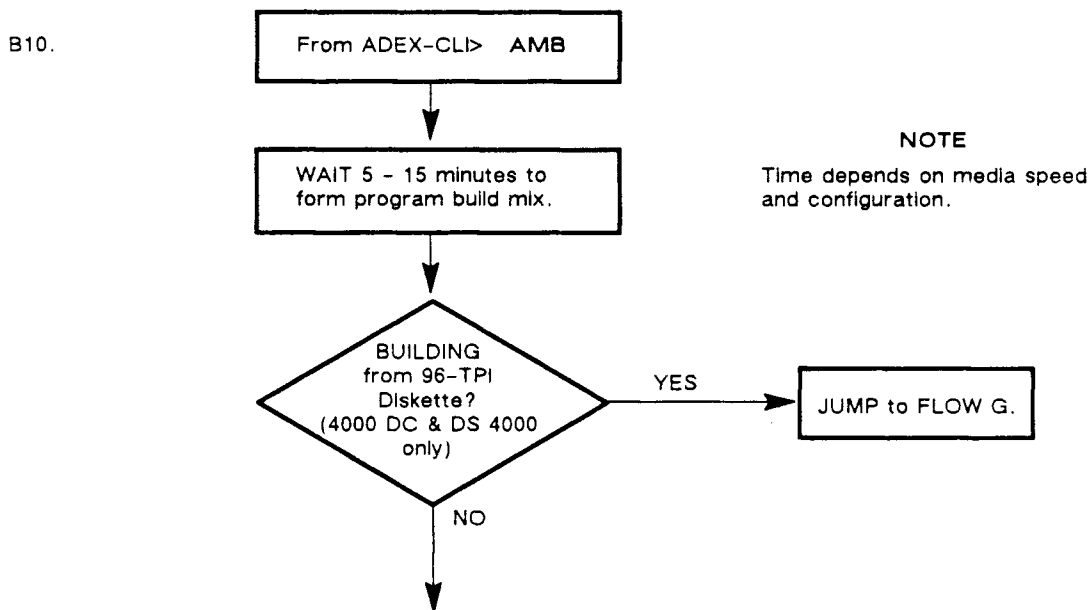 B10.
From ADEX-CLI> AMB
WAIT 5 - 15 minutes to
form program build mix.
NOTE
Time depends on media speed
and configuration.
BUILDING
from 96-TPI
Diskette?
(4000 DC & DS 4000
only)
YES
JUMP to FLOW G.
NO